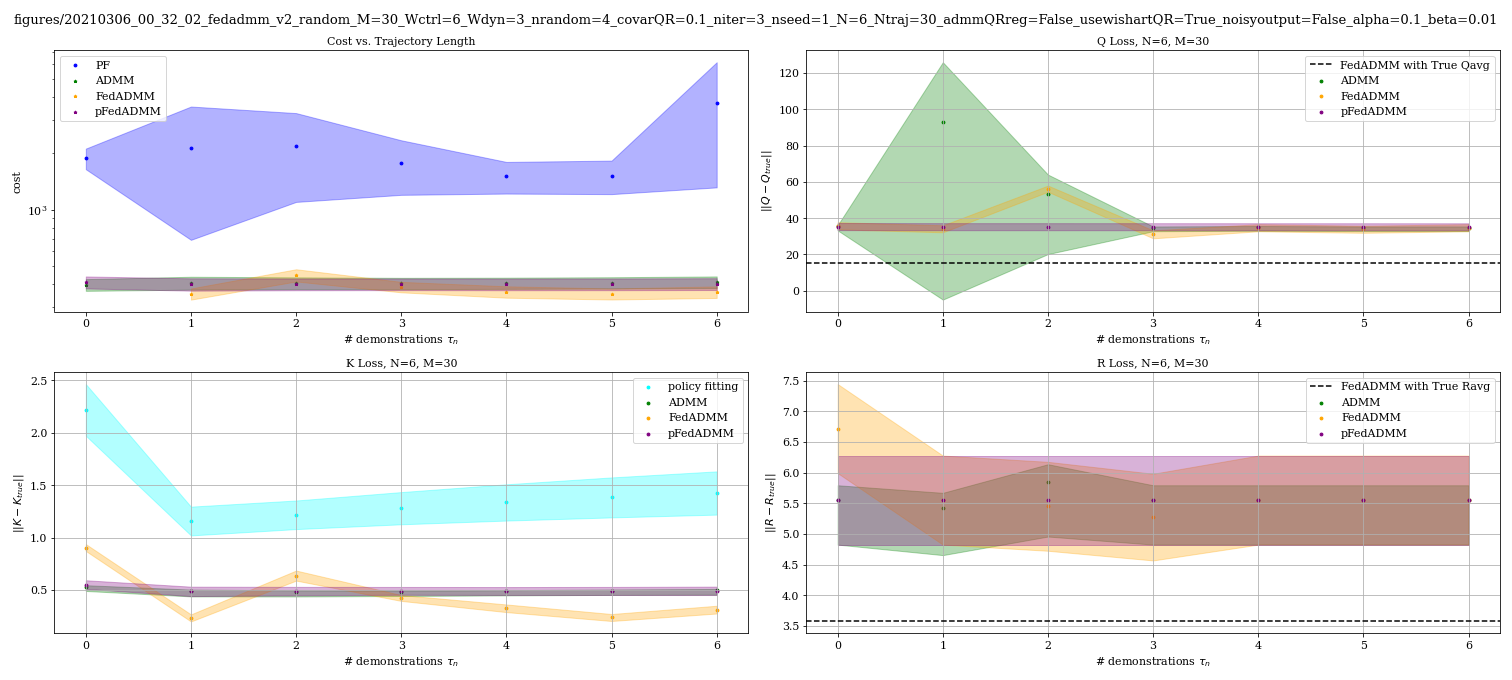 figures/20210306_00_32_02_fedadmm_v2_random_M=30_Wctrl=6_Wdyn=3_nrandom=4_covarQR=0.1_niter=3_nseed=1_N=6_Ntraj=30_admmQRreg=False_usewishartQR=True_noisyoutput=False_alpha=0.1_beta=0.01
Cost vs. Trajectory Length
PF
ADMM
FedADMM
pFedADMM
cost
10³
0 1 2 3 4 5 6
# demonstrations τₙ
Q Loss, N=6, M=30
FedADMM with True Qavg
ADMM
FedADMM
pFedADMM
||Q − Q_true||
120
100
80
60
40
20
0
0 1 2 3 4 5 6
# demonstrations τₙ
K Loss, N=6, M=30
policy fitting
ADMM
FedADMM
pFedADMM
||K − K_true||
2.5
2.0
1.5
1.0
0.5
0 1 2 3 4 5 6
# demonstrations τₙ
R Loss, N=6, M=30
FedADMM with True Ravg
ADMM
FedADMM
pFedADMM
||R − R_true||
7.5
7.0
6.5
6.0
5.5
5.0
4.5
4.0
3.5
0 1 2 3 4 5 6
# demonstrations τₙ